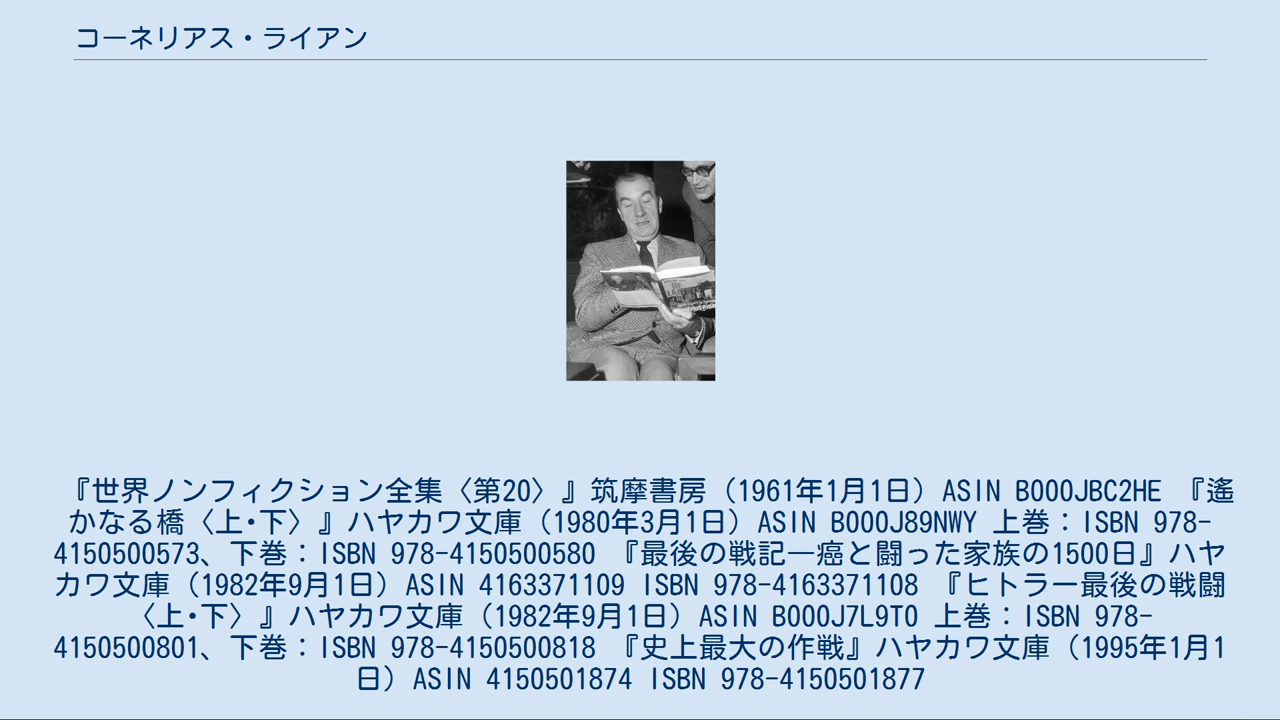 コーネリアス・ライアン
『世界ノンフィクション全集〈第20〉』筑摩書房（1961年1月1日）ASIN B000JBC2HE 『遙
かなる橋〈上・下〉』ハヤカワ文庫（1980年3月1日）ASIN B000J89NWY 上巻：ISBN 978-
4150500573、下巻：ISBN 978-4150500580 『最後の戦記―癌と闘った家族の1500日』ハヤ
カワ文庫（1982年9月1日）ASIN 4163371109 ISBN 978-4163371108 『ヒトラー最後の戦闘
〈上・下〉』ハヤカワ文庫（1982年9月1日）ASIN B000J7L9TO 上巻：ISBN 978-
4150500801、下巻：ISBN 978-4150500818 『史上最大の作戦』ハヤカワ文庫（1995年1月1
日）ASIN 4150501874 ISBN 978-4150501877